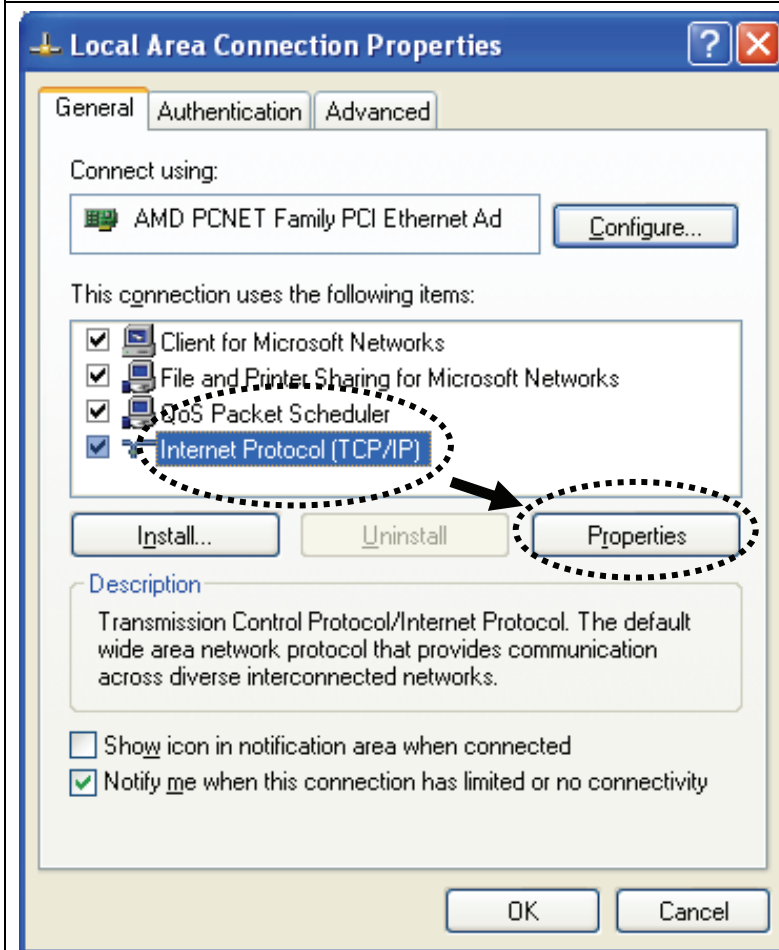 Local Area Connection Properties
General Authentication Advanced
Connect using:
AMD PCNET Family PCI Ethernet Ad Configure...
This connection uses the following items:
Client for Microsoft Networks
File and Printer Sharing for Microsoft Networks
QoS Packet Scheduler
Internet Protocol (TCP/IP)
Install... Uninstall Properties
Description
Transmission Control Protocol/Internet Protocol. The default
wide area network protocol that provides communication
across diverse interconnected networks.
Show icon in notification area when connected
Notify me when this connection has limited or no connectivity
OK Cancel